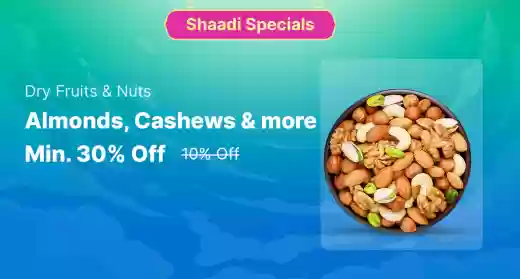 Shaadi Specials
Dry Fruits & Nuts
Almonds, Cashews & more
Min. 30% Off 10% Off